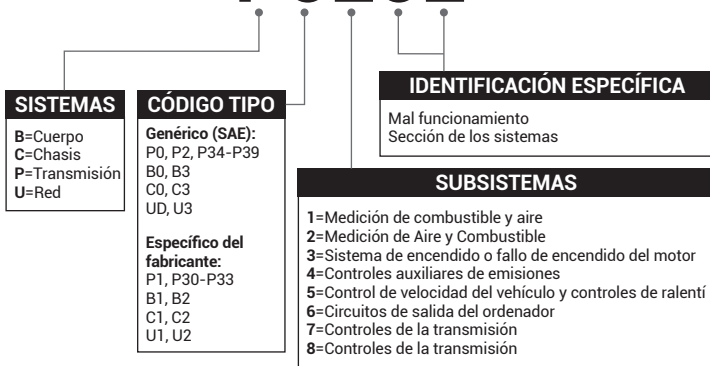 SISTEMAS
B=Cuerpo
C=Chasis
P=Transmisión
U=Red
CÓDIGO TIPO
Genérico (SAE):
P0, P2, P34-P39
B0, B3
C0, C3
UD, U3
Específico del
fabricante:
P1, P30-P33
B1, B2
C1, C2
U1, U2
IDENTIFICACIÓN ESPECÍFICA
Mal funcionamiento
Sección de los sistemas
SUBSISTEMAS
1=Medición de combustible y aire
2=Medición de Aire y Combustible
3=Sistema de encendido o fallo de encendido del motor
4=Controles auxiliares de emisiones
5=Control de velocidad del vehículo y controles de ralentí
6=Circuitos de salida del ordenador
7=Controles de la transmisión
8=Controles de la transmisión